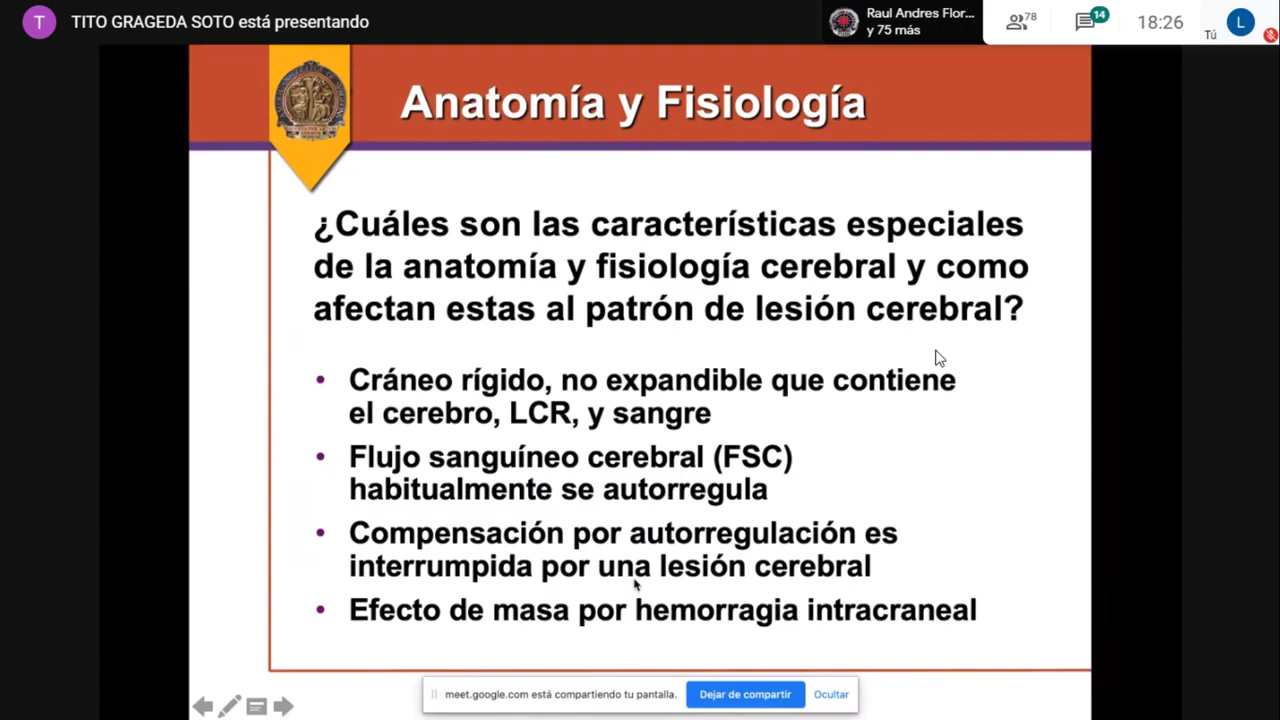 T
TITO GRAGEDA SOTO está presentando
Raul Andres Flor...
y 75 más
78
14
18:26
Tú
L
Anatomía y Fisiología
¿Cuáles son las características especiales
de la anatomía y fisiología cerebral y como
afectan estas al patrón de lesión cerebral?
• Cráneo rígido, no expandible que contiene
el cerebro, LCR, y sangre
• Flujo sanguíneo cerebral (FSC)
habitualmente se autorregula
• Compensación por autorregulación es
interrumpida por una lesión cerebral
• Efecto de masa por hemorragia intracraneal
meet.google.com está compartiendo tu pantalla.
Dejar de compartir
Ocultar